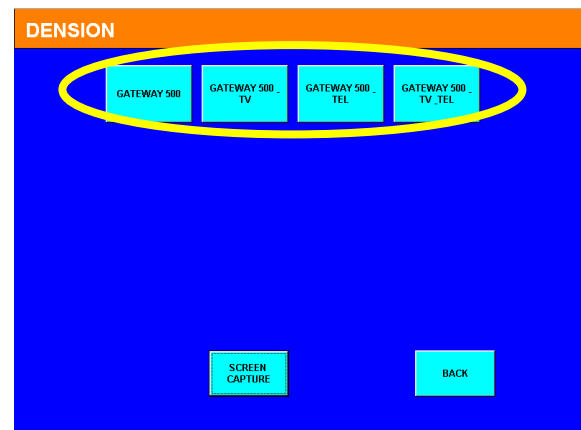 DENSION
GATEWAY 500
GATEWAY 500 _
TV
GATEWAY 500 _
TEL
GATEWAY 500 _
TV _TEL
SCREEN
CAPTURE
BACK